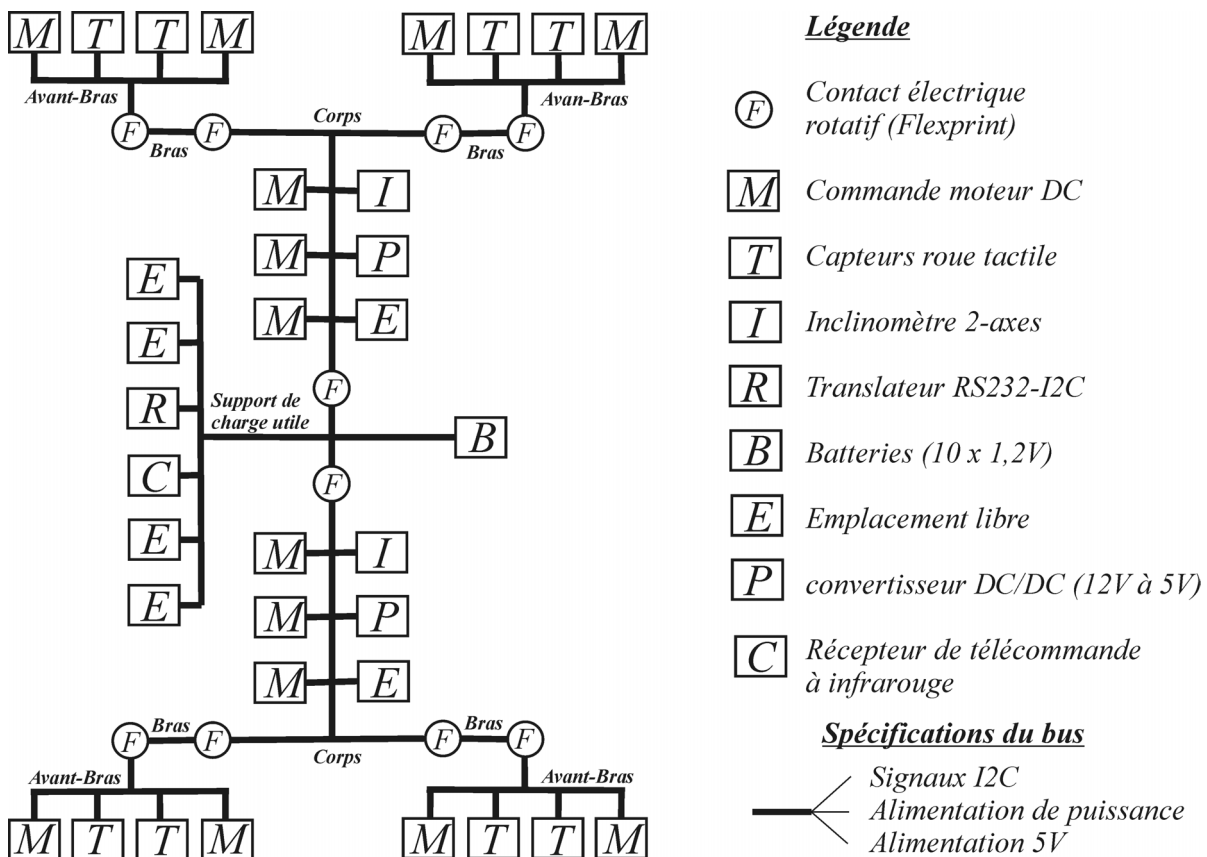 M T T M
M T T M
Avant-Bras
Avan-Bras
F F F F
Bras
Corps
Bras
M I
M P
M E
F
E
E
R
C
E
E
Support de
charge utile
B
F
M I
M P
M E
F F F F
Bras
Corps
Bras
Avant-Bras
Avant-Bras
M T T M
M T T M
Légende
F Contact électrique
rotatif (Flexprint)
M Commande moteur DC
T Capteurs roue tactile
I Inclinomètre 2-axes
R Translateur RS232-I2C
B Batteries (10 x 1,2V)
E Emplacement libre
P convertisseur DC/DC (12V à 5V)
C Récepteur de télécommande
à infrarouge
Spécifications du bus
Signaux I2C
Alimentation de puissance
Alimentation 5V